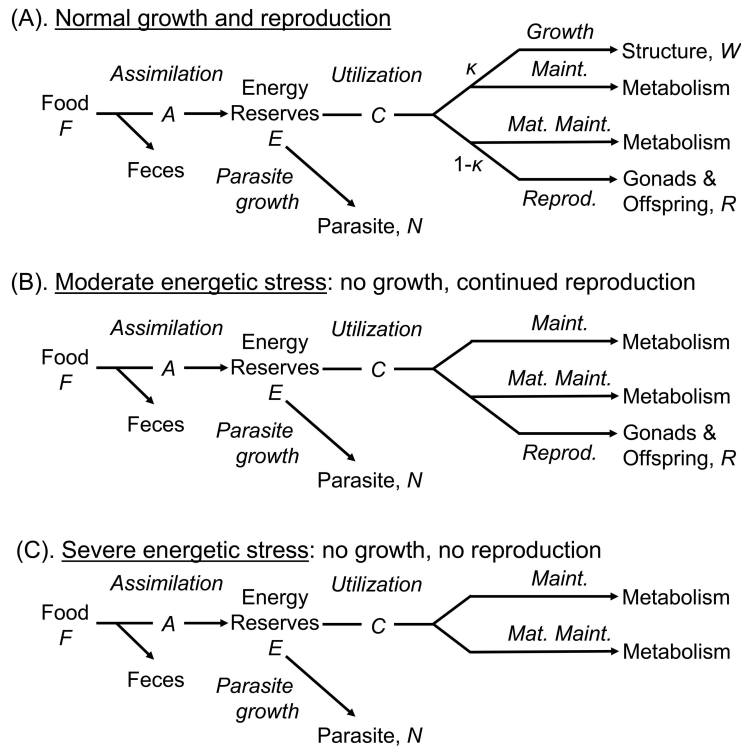 (A). Normal growth and reproduction
Growth
Structure, W
κ
Maint.
Metabolism
Assimilation
Utilization
Food
F
A
Energy
Reserves
E
C
Mat. Maint.
Metabolism
1-κ
Feces
Parasite
growth
Reprod.
Gonads &
Offspring, R
Parasite, N
(B). Moderate energetic stress: no growth, continued reproduction
Assimilation
Utilization
Maint.
Metabolism
Food
F
A
Energy
Reserves
E
C
Mat. Maint.
Metabolism
Feces
Parasite
growth
Reprod.
Gonads &
Offspring, R
Parasite, N
(C). Severe energetic stress: no growth, no reproduction
Assimilation
Utilization
Maint.
Metabolism
Food
F
A
Energy
Reserves
E
C
Mat. Maint.
Metabolism
Feces
Parasite
growth
Parasite, N